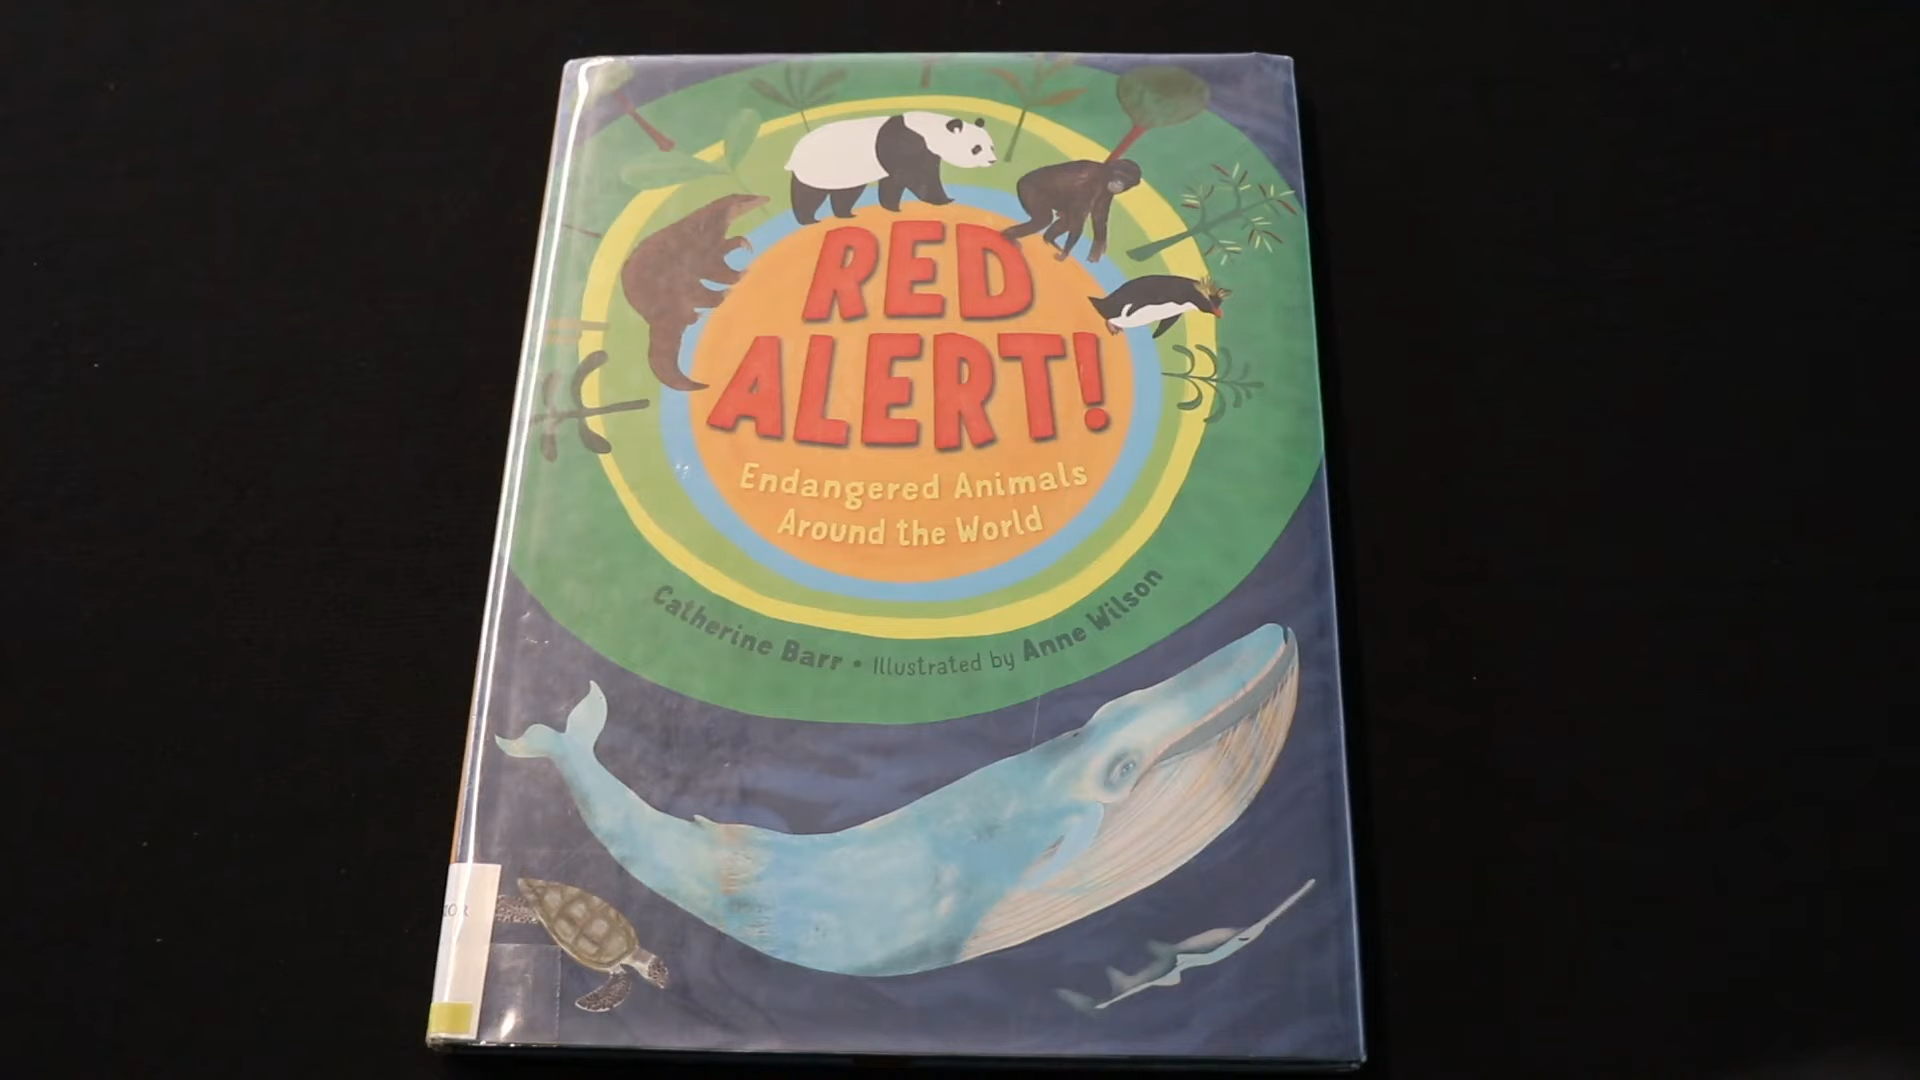 RED
ALERT!
Endangered Animals
Around the World
Catherine Barr • Illustrated by Anne Wilson